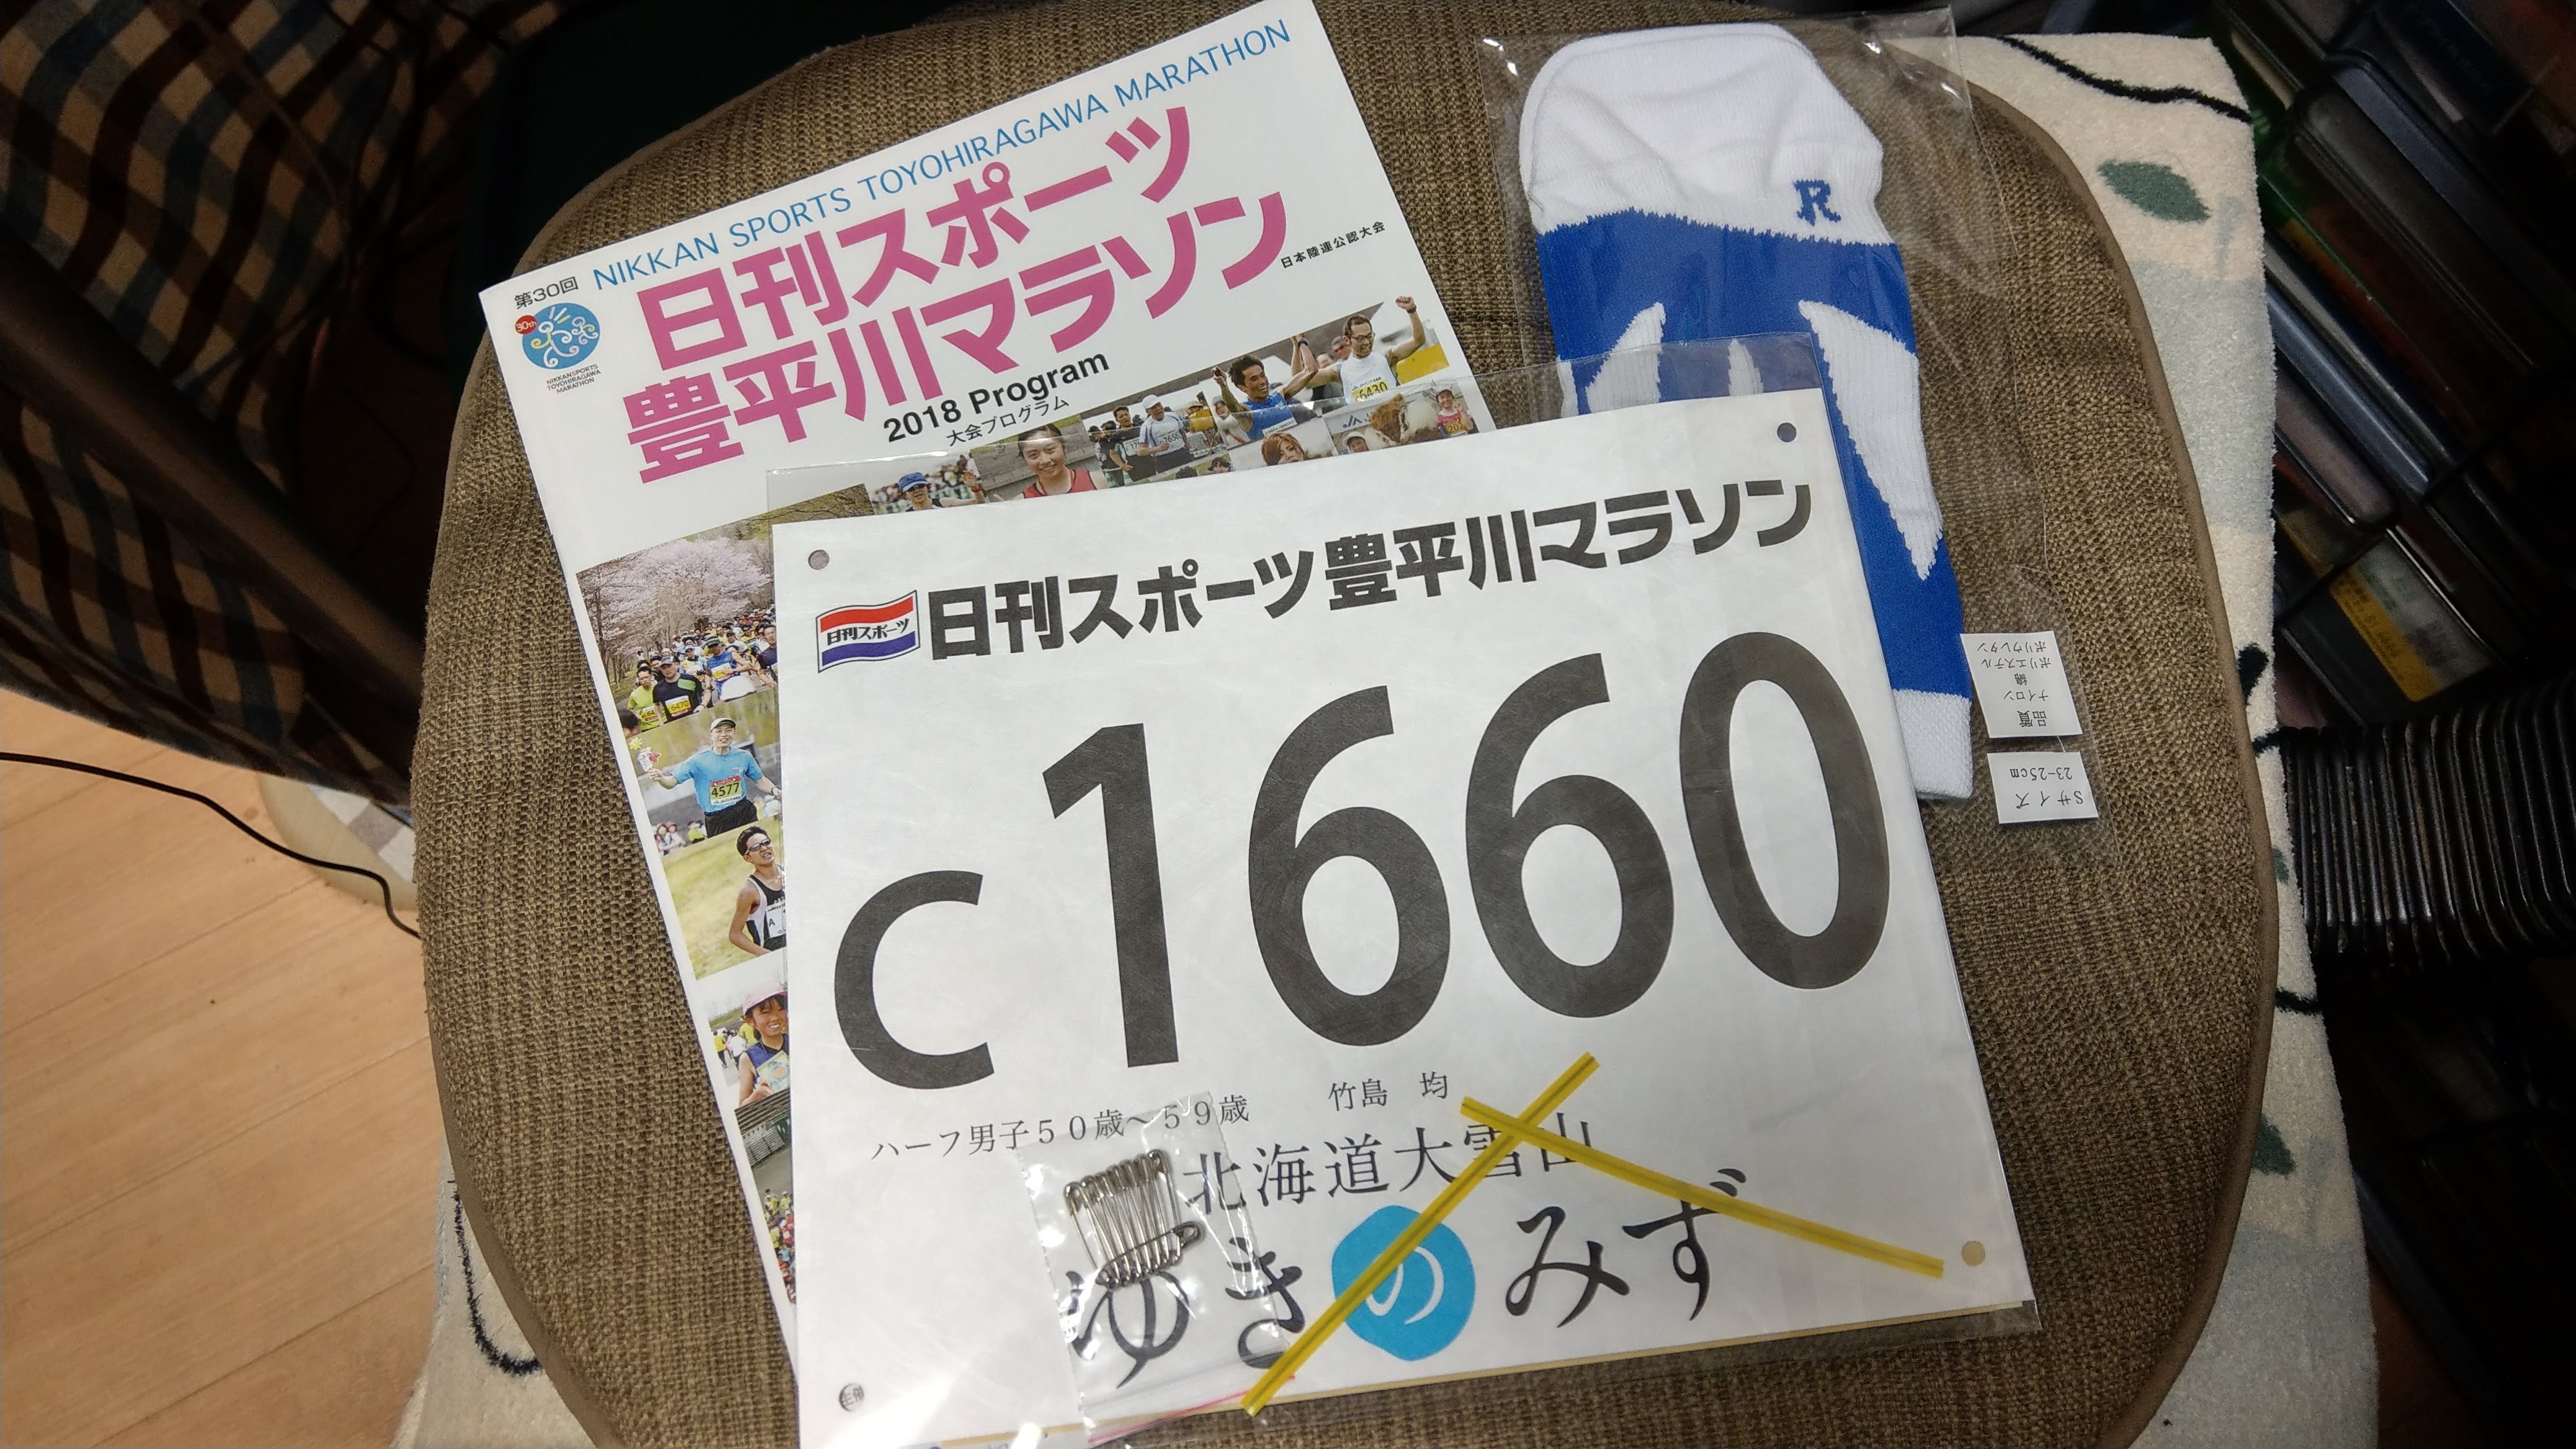 NIKKAN SPORTS TOYOHIRAGAWA MARATHON
第30回
日刊スポーツ
豊平川マラソン
日本陸連公認大会
30th
NIKKANSPORTS
TOYOHIRAGAWA
MARATHON
2018 Program
大会プログラム
6430
4577
R
日刊スポーツ
日刊スポーツ豊平川マラソン
C1660
ハーフ男子50歳~59歳
竹島 均
北海道大雪山
ゆきのみず
品質
ナイロン
綿
ポリエステル
ポリウレタン
Sサイズ
23-25cm